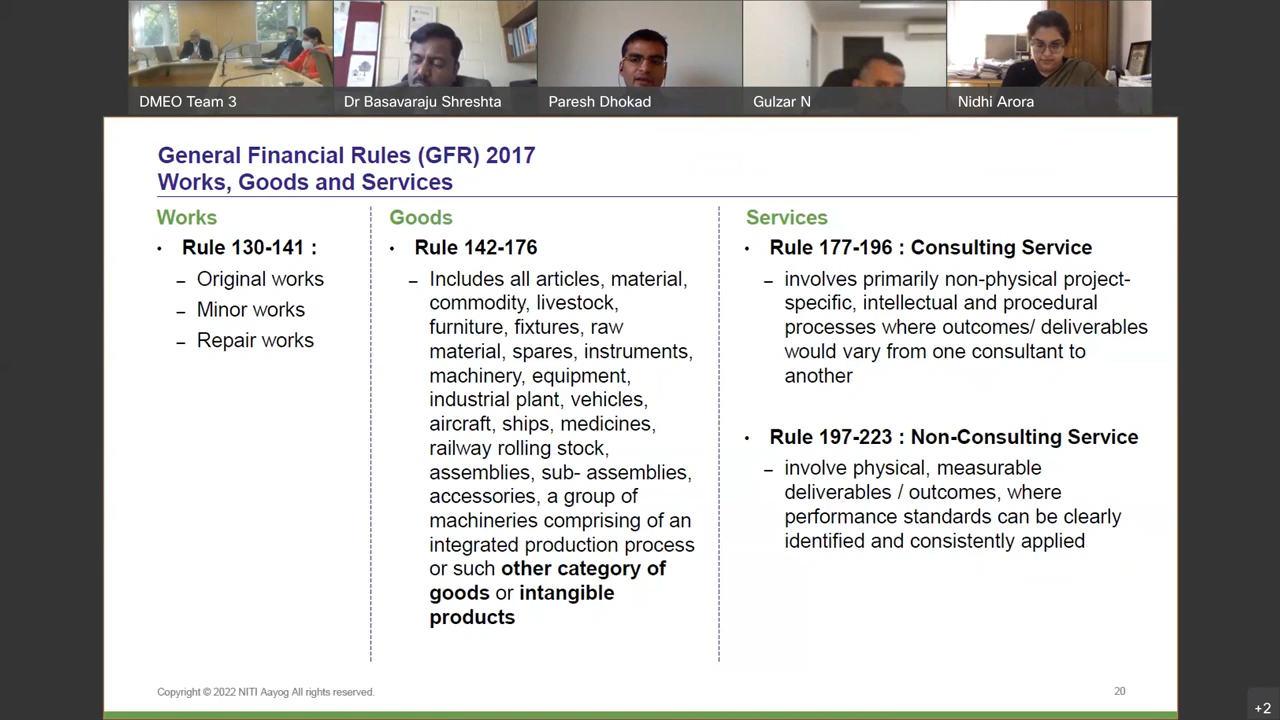 DMEO Team 3
Dr Basavaraju Shreshta
Paresh Dhokad
Gulzar N
Nidhi Arora
General Financial Rules (GFR) 2017
Works, Goods and Services
Works
• Rule 130-141 :
– Original works
– Minor works
– Repair works
Goods
• Rule 142-176
– Includes all articles, material,
commodity, livestock,
furniture, fixtures, raw
material, spares, instruments,
machinery, equipment,
industrial plant, vehicles,
aircraft, ships, medicines,
railway rolling stock,
assemblies, sub- assemblies,
accessories, a group of
machineries comprising of an
integrated production process
or such other category of
goods or intangible
products
Services
• Rule 177-196 : Consulting Service
– involves primarily non-physical project-
specific, intellectual and procedural
processes where outcomes/ deliverables
would vary from one consultant to
another
• Rule 197-223 : Non-Consulting Service
– involve physical, measurable
deliverables / outcomes, where
performance standards can be clearly
identified and consistently applied
Copyright © 2022 NITI Aayog All rights reserved.
20
+2